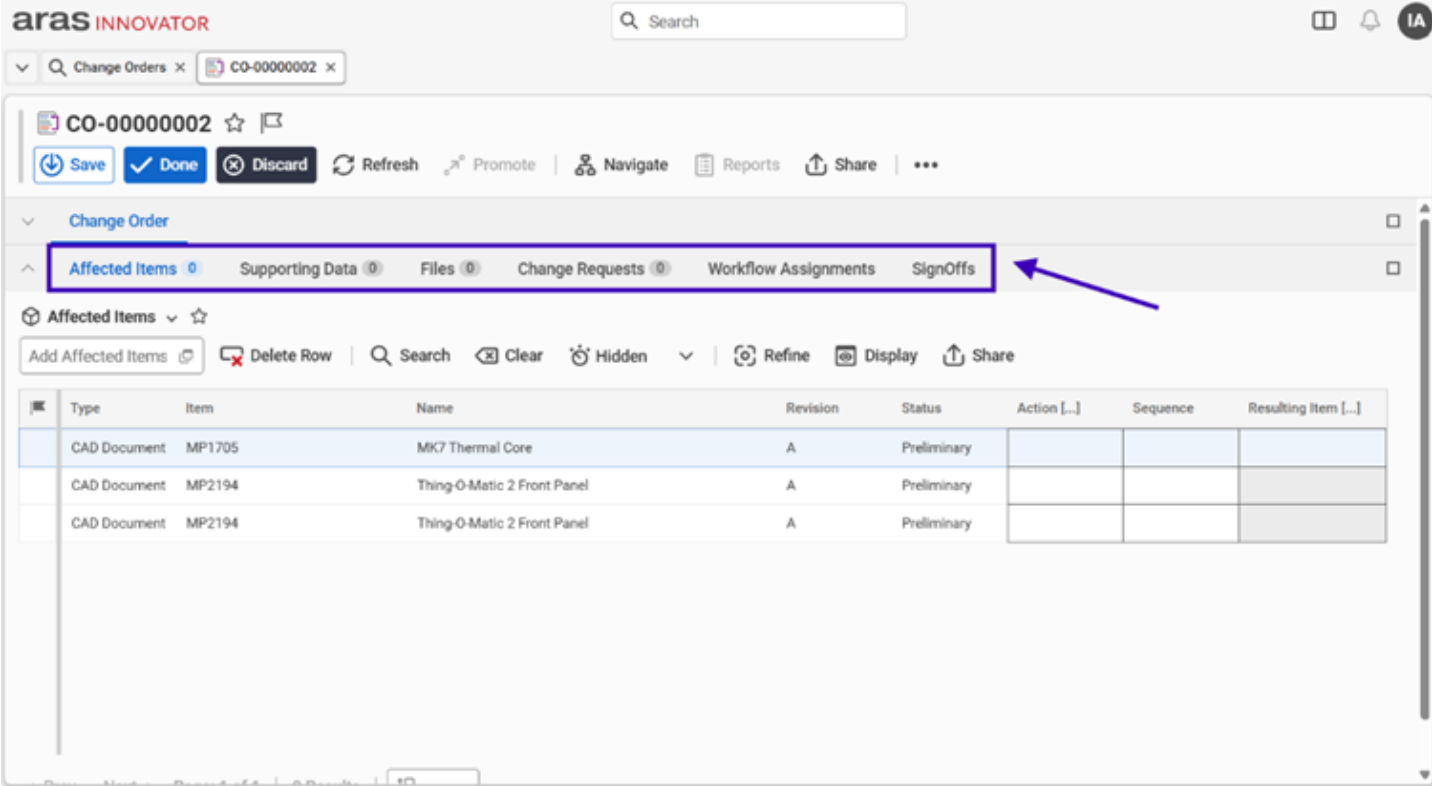 aras INNOVATOR Search IA
Change Orders × CO-00000002 ×
CO-00000002
Save Done Discard Refresh Promote Navigate Reports Share •••
Change Order
Affected Items 0 Supporting Data 0 Files 0 Change Requests 0 Workflow Assignments SignOffs
Affected Items
Add Affected Items Delete Row Search Clear Hidden Refine Display Share
Type Item Name Revision Status Action [...] Sequence Resulting Item [...]
CAD Document MP1705 MK7 Thermal Core A Preliminary
CAD Document MP2194 Thing-O-Matic 2 Front Panel A Preliminary
CAD Document MP2194 Thing-O-Matic 2 Front Panel A Preliminary